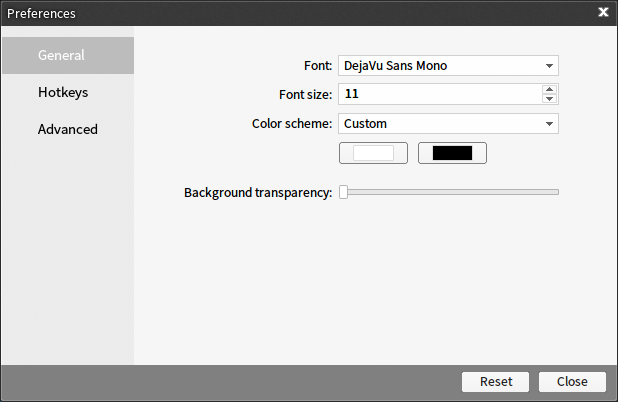 Preferences
General
Hotkeys
Advanced
Font: DejaVu Sans Mono
Font size: 11
Color scheme: Custom
Background transparency:
Reset Close